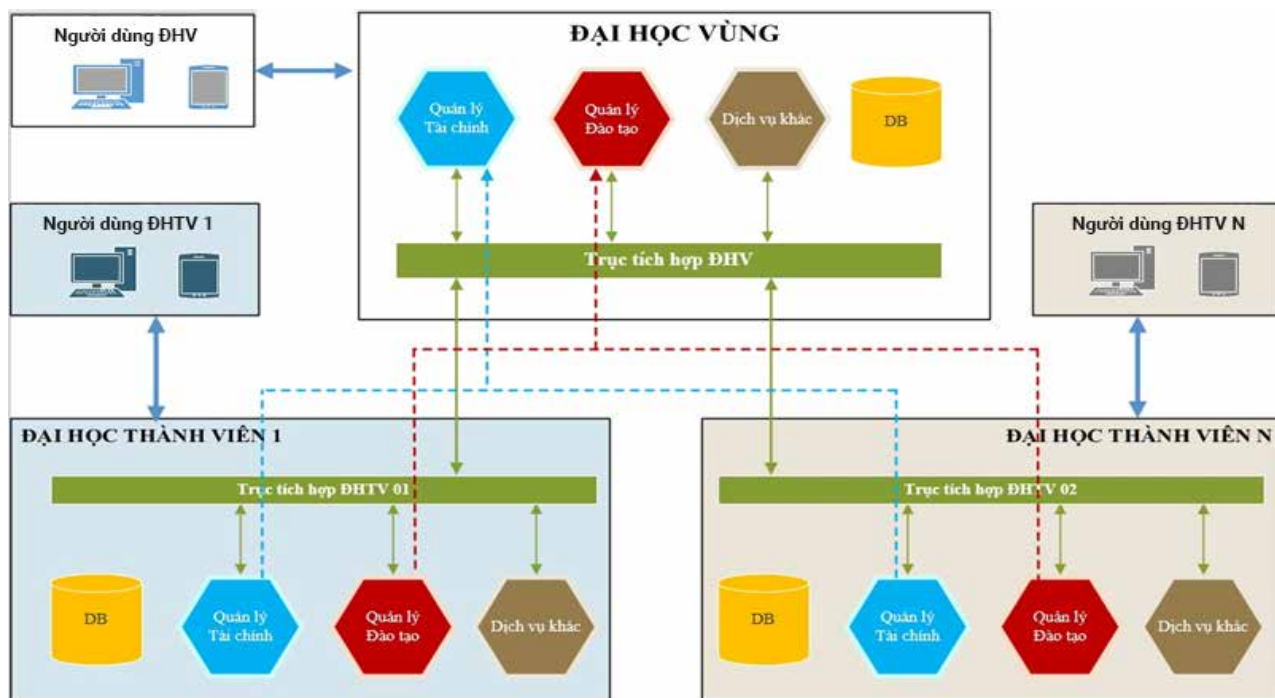 Người dùng ĐHV
ĐẠI HỌC VÙNG
Quản lý
Tài chính
Quản lý
Đào tạo
Dịch vụ khác
DB
Người dùng ĐHTV 1
Người dùng ĐHTV N
Trục tích hợp ĐHV
ĐẠI HỌC THÀNH VIÊN 1
ĐẠI HỌC THÀNH VIÊN N
Trục tích hợp ĐHTV 01
Trục tích hợp ĐHTV 02
DB
Quản lý
Tài chính
Quản lý
Đào tạo
Dịch vụ khác
DB
Quản lý
Tài chính
Quản lý
Đào tạo
Dịch vụ khác